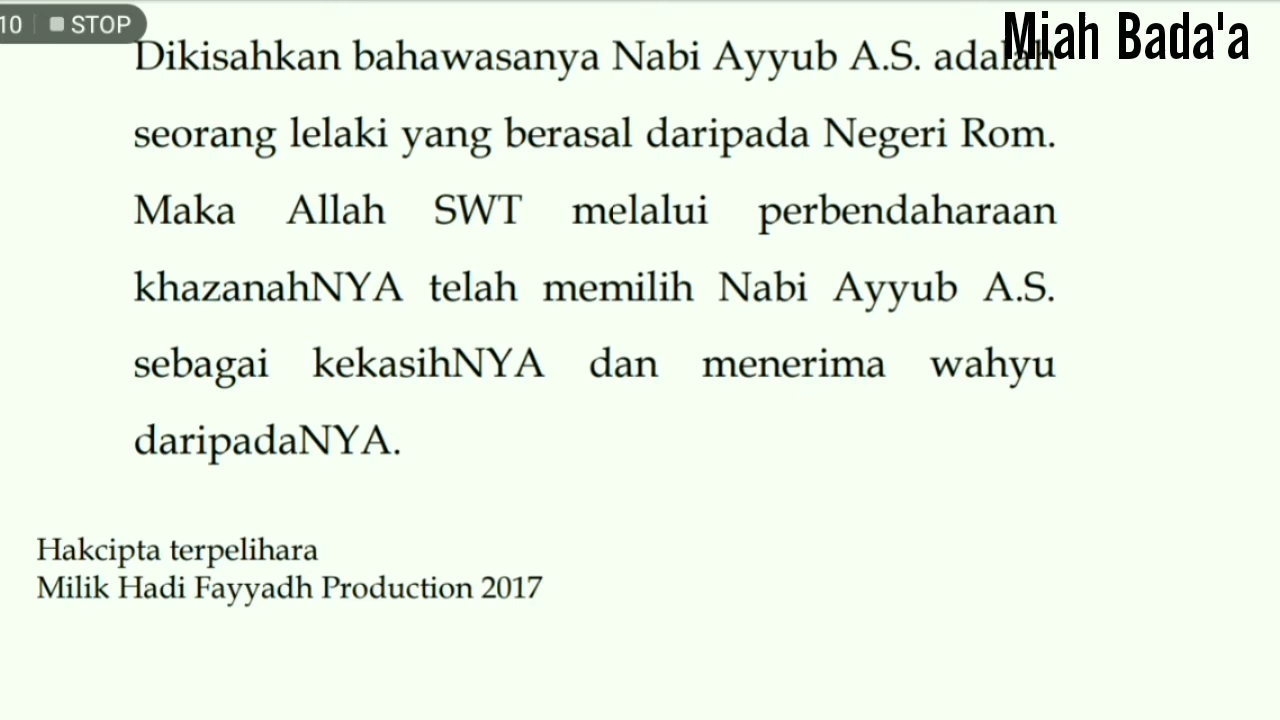 10 STOP
Miah Bada'a
Dikisahkan bahawasanya Nabi Ayyub A.S. adalah
seorang lelaki yang berasal daripada Negeri Rom.
Maka Allah SWT melalui perbendaharaan
khazanahNYA telah memilih Nabi Ayyub A.S.
sebagai kekasihNYA dan menerima wahyu
daripadaNYA.
Hakcipta terpelihara
Milik Hadi Fayyadh Production 2017